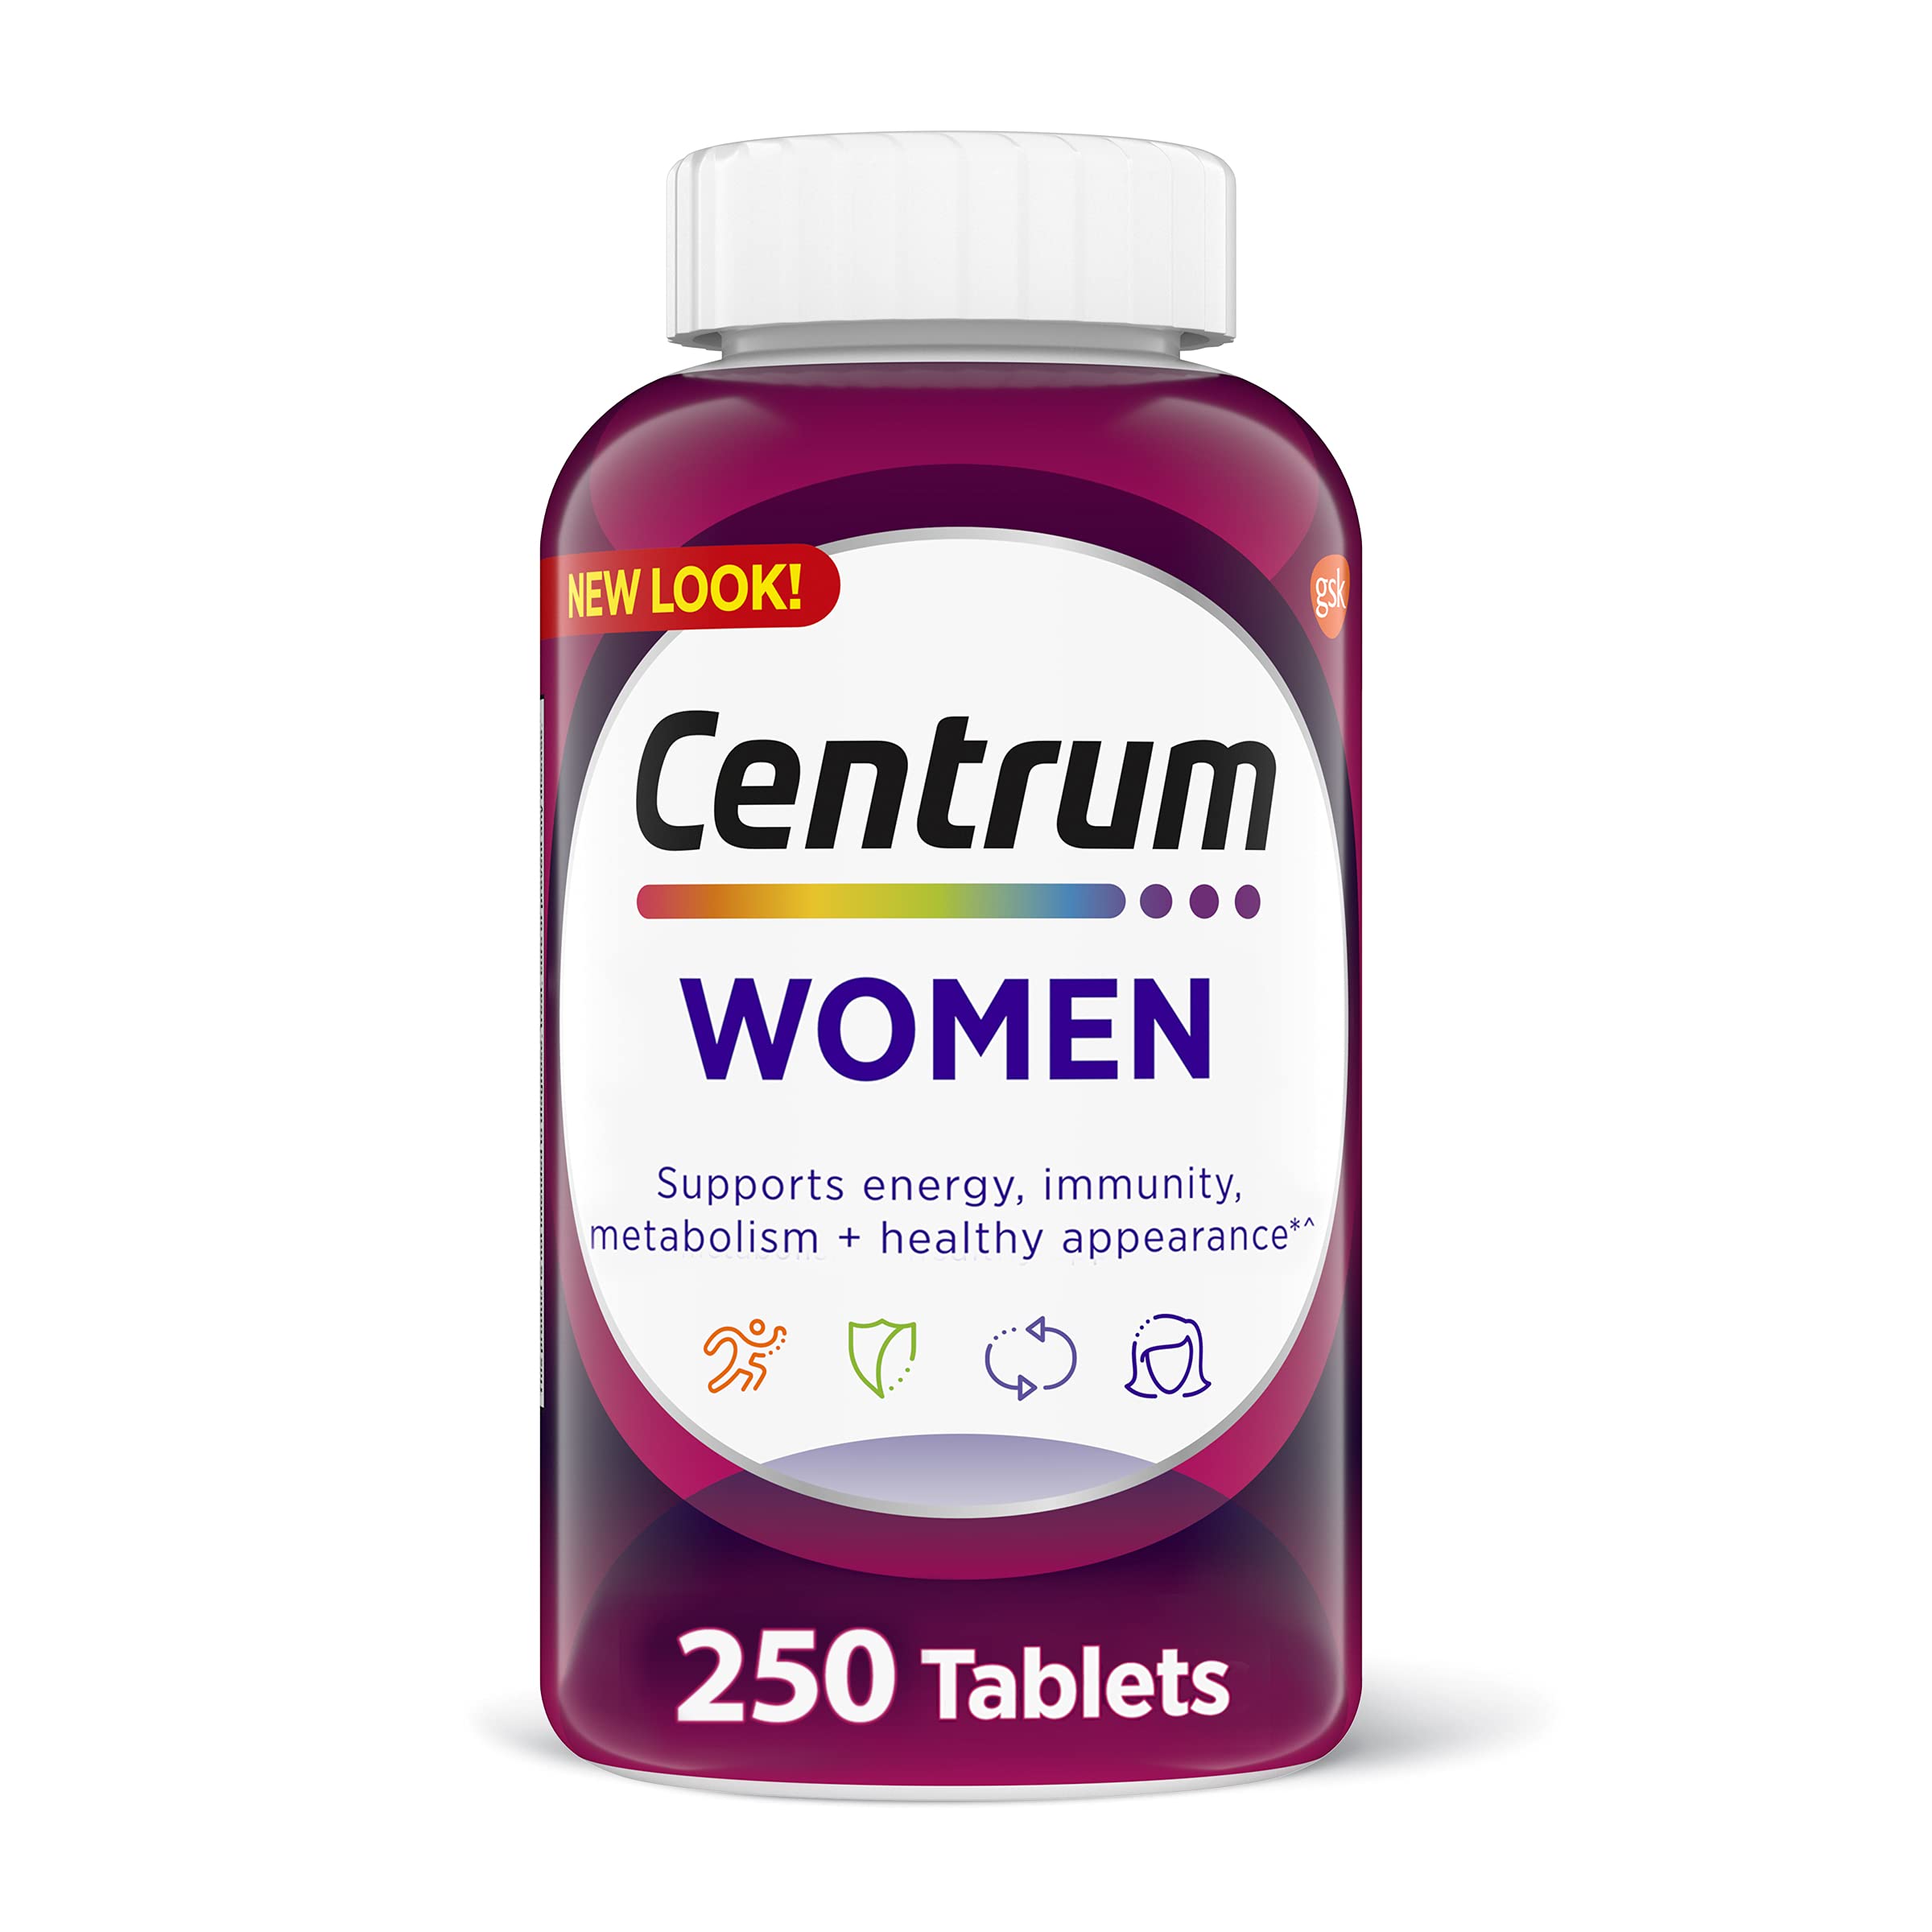 NEW LOOK!
gsk
Centrum
WOMEN
Supports energy, immunity,
metabolism + healthy appearance*^
250 Tablets